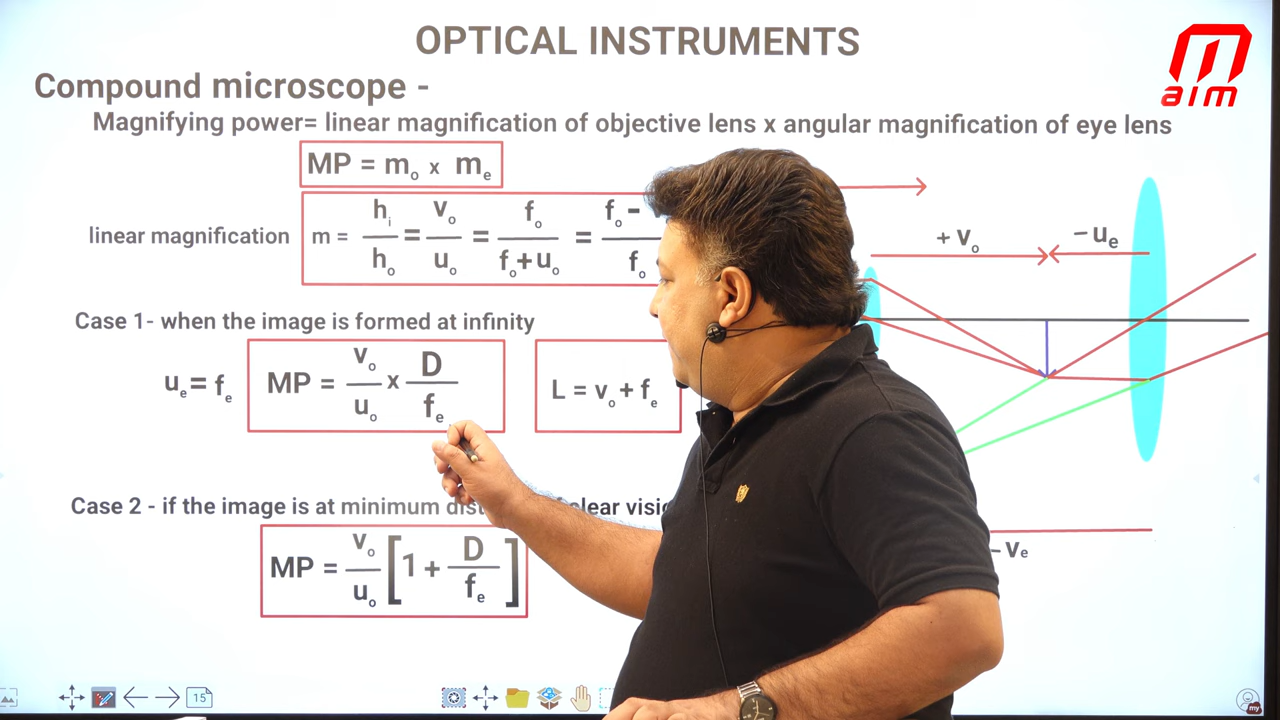 OPTICAL INSTRUMENTS
aim
Compound microscope -
Magnifying power= linear magnification of objective lens x angular magnification of eye lens
MP = mₒ x mₑ
linear magnification m = hᵢ/hₒ = vₒ/uₒ = fₒ/fₒ+uₒ = fₒ-/fₒ
+ vₒ
- uₑ
Case 1- when the image is formed at infinity
uₑ = fₑ MP = vₒ/uₒ x D/fₑ
L = vₒ + fₑ
Case 2 - if the image is at minimum clear
MP = vₒ/uₒ [1 + D/fₑ]
- vₑ
15
my